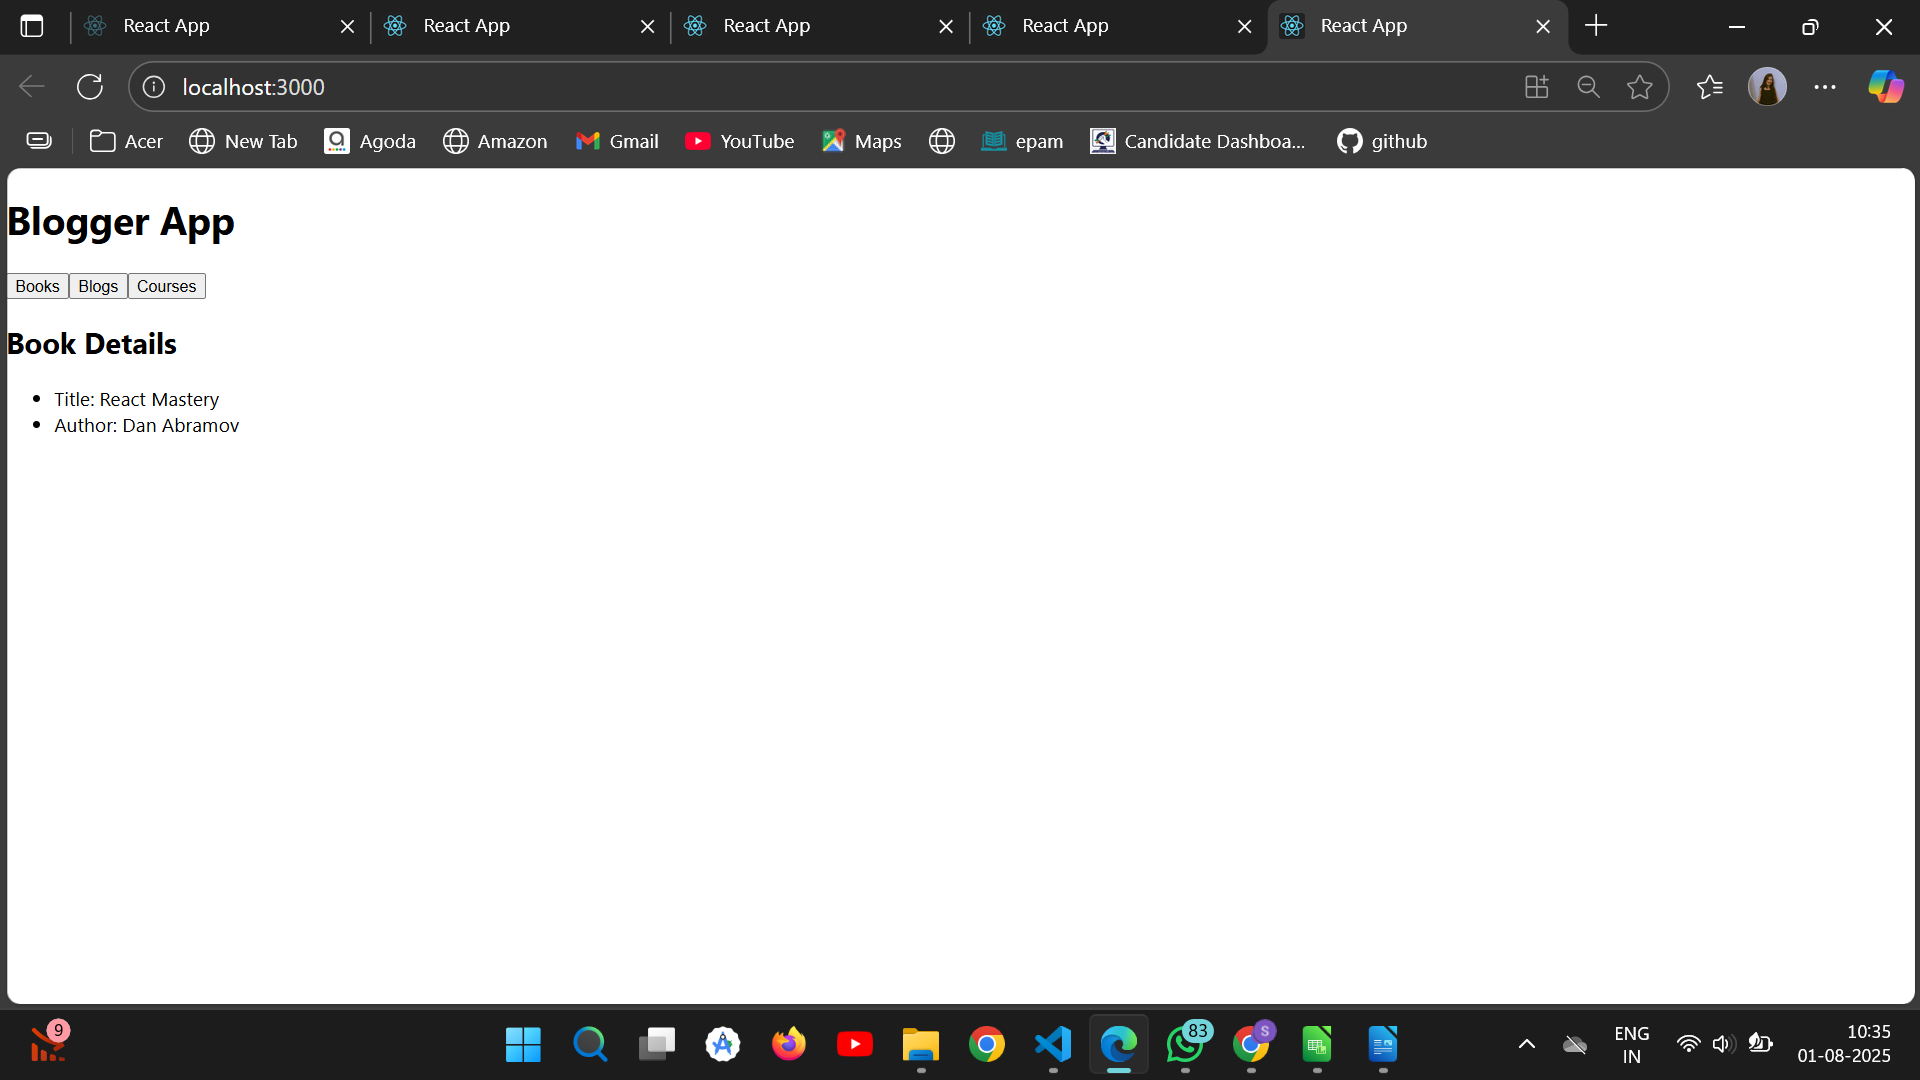 React App
React App
React App
React App
React App
localhost:3000
Acer
New Tab
Agoda
Amazon
Gmail
YouTube
Maps
epam
Candidate Dashboa...
github
Blogger App
Books
Blogs
Courses
Book Details
Title: React Mastery
Author: Dan Abramov
9
83
S
ENG
IN
10:35
01-08-2025